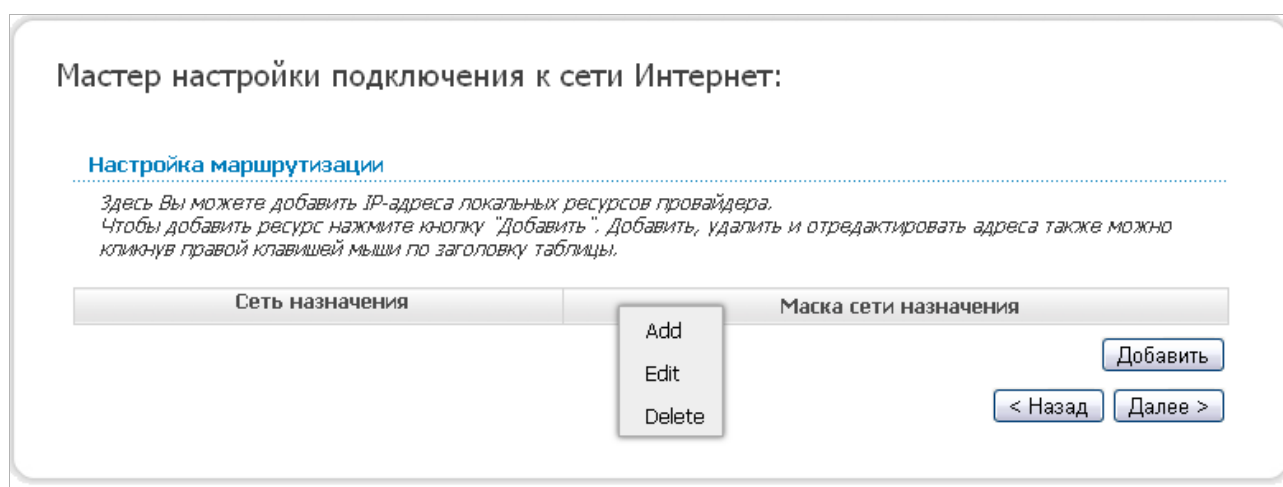 Мастер настройки подключения к сети Интернет:
Настройка маршрутизации
Здесь Вы можете добавить IP-адреса локальных ресурсов провайдера.
Чтобы добавить ресурс нажмите кнопку "Добавить". Добавить, удалить и отредактировать адреса также можно
кликнув правой клавишей мыши по заголовку таблицы.
Сеть назначения Маска сети назначения
Add
Edit
Delete
Добавить
< Назад Далее >